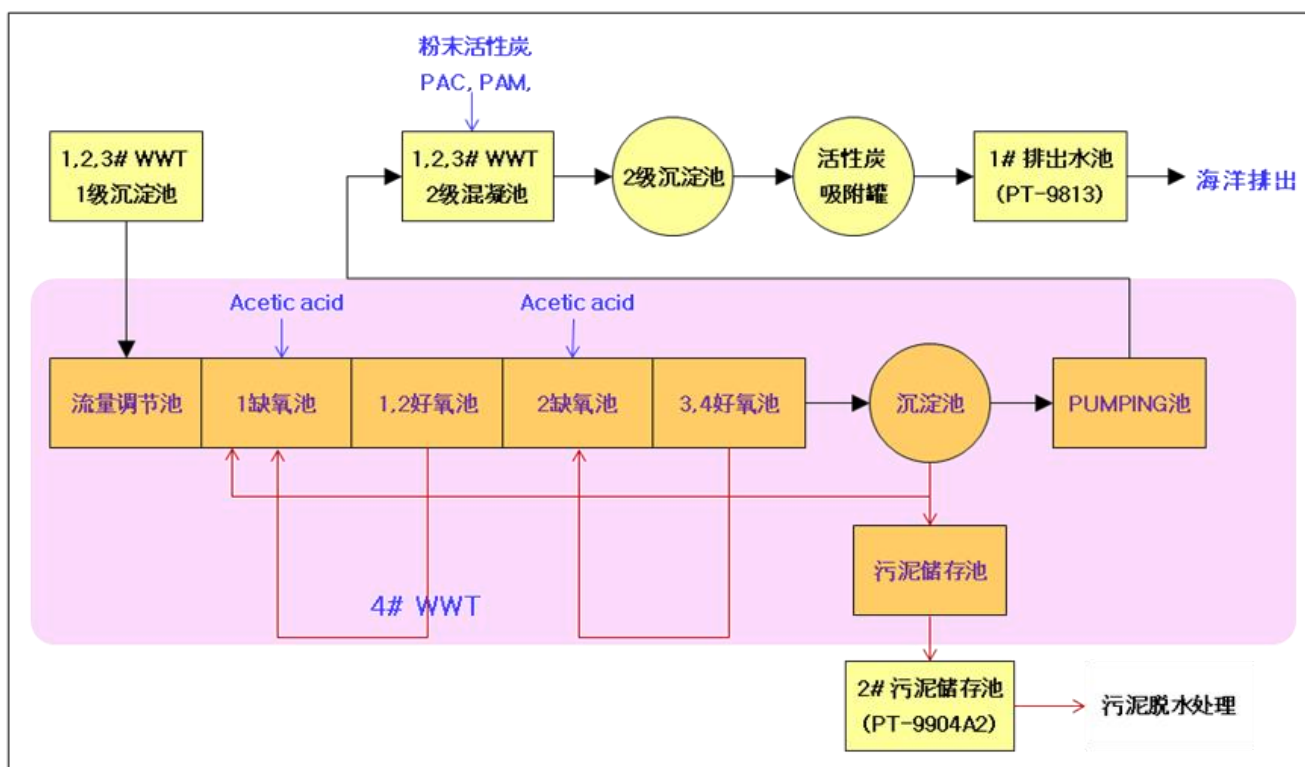 粉末活性炭
PAC, PAM,
1,2,3# WWT
1级沉淀池
1,2,3# WWT
2级混凝池
2级沉淀池
活性炭
吸附罐
1# 排出水池
(PT-9813)
海洋排出
Acetic acid
Acetic acid
流量调节池
1缺氧池
1,2好氧池
2缺氧池
3,4好氧池
沉淀池
PUMPING池
污泥储存池
4# WWT
2# 污泥储存池
(PT-9904A2)
污泥脱水处理